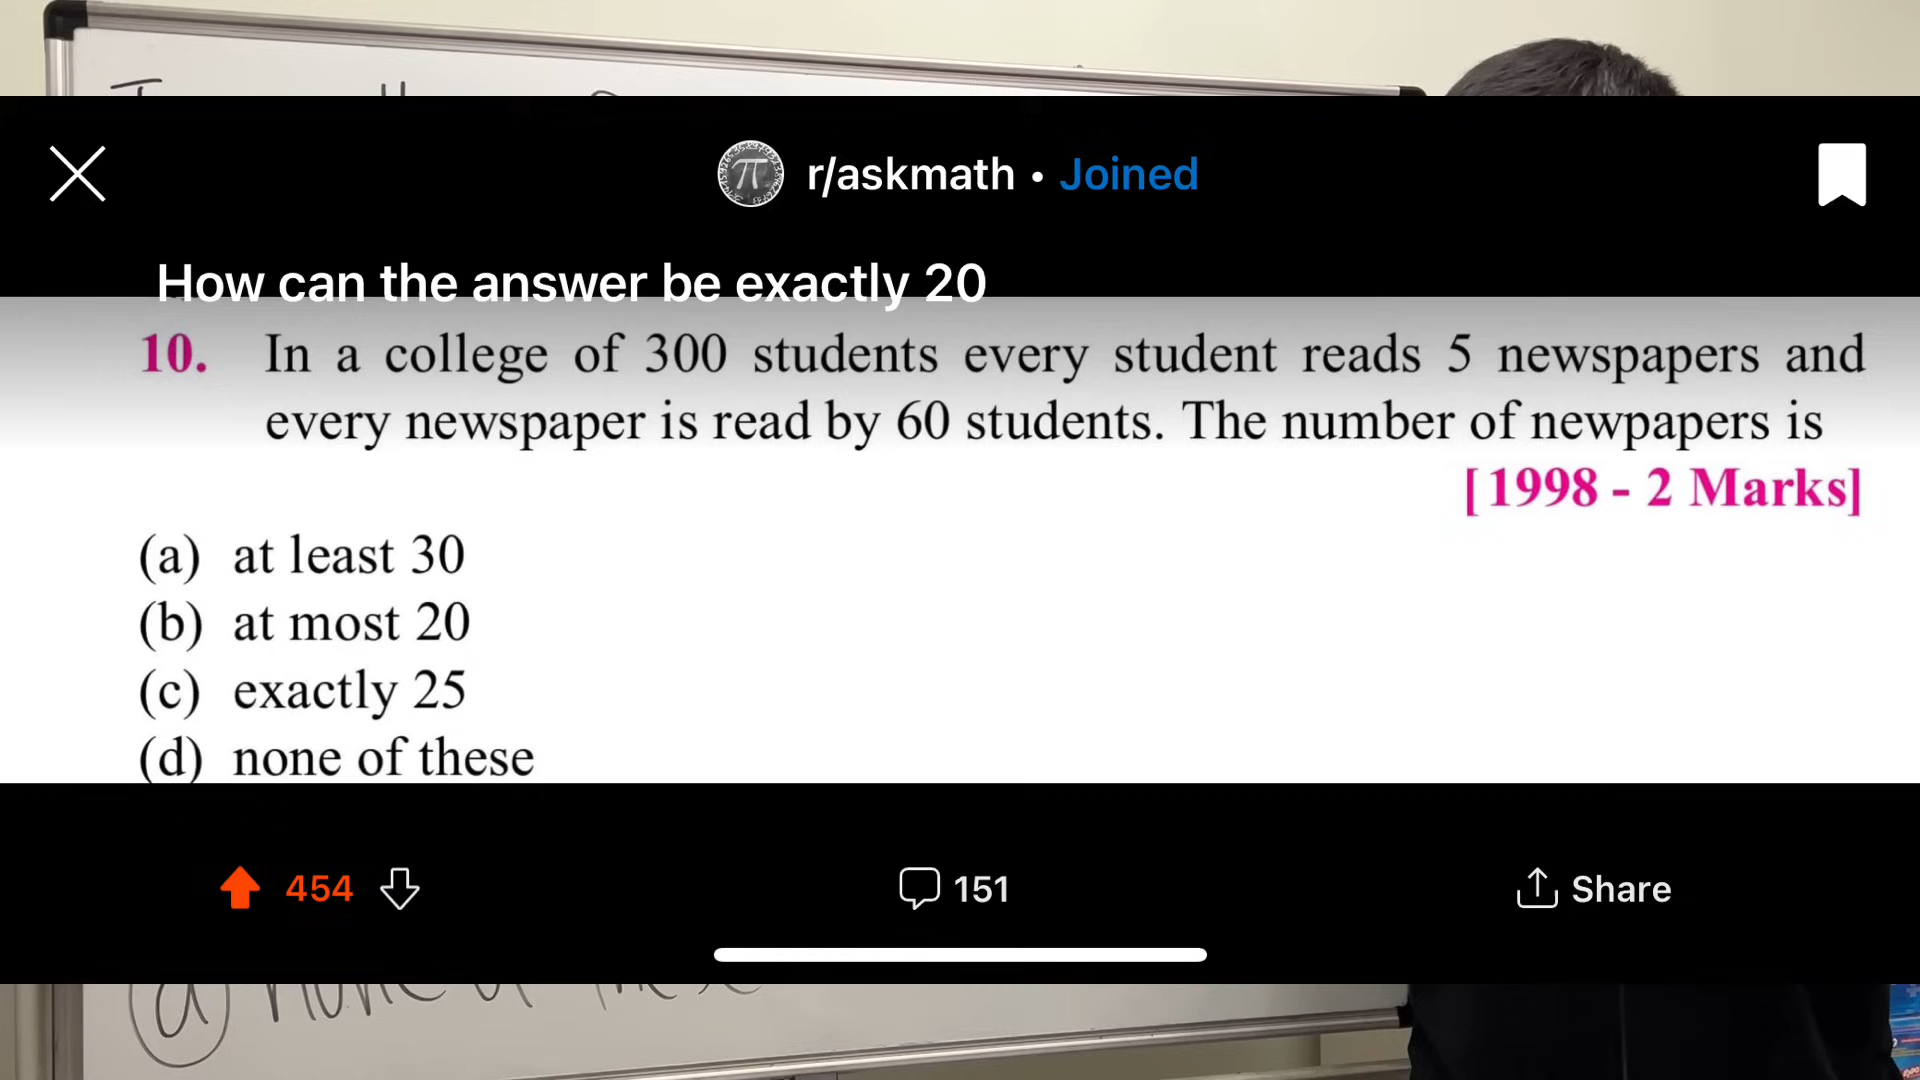 r/askmath • Joined
How can the answer be exactly 20
10. In a college of 300 students every student reads 5 newspapers and
every newspaper is read by 60 students. The number of newpapers is
[1998 - 2 Marks]
(a) at least 30
(b) at most 20
(c) exactly 25
(d) none of these
454
151
Share